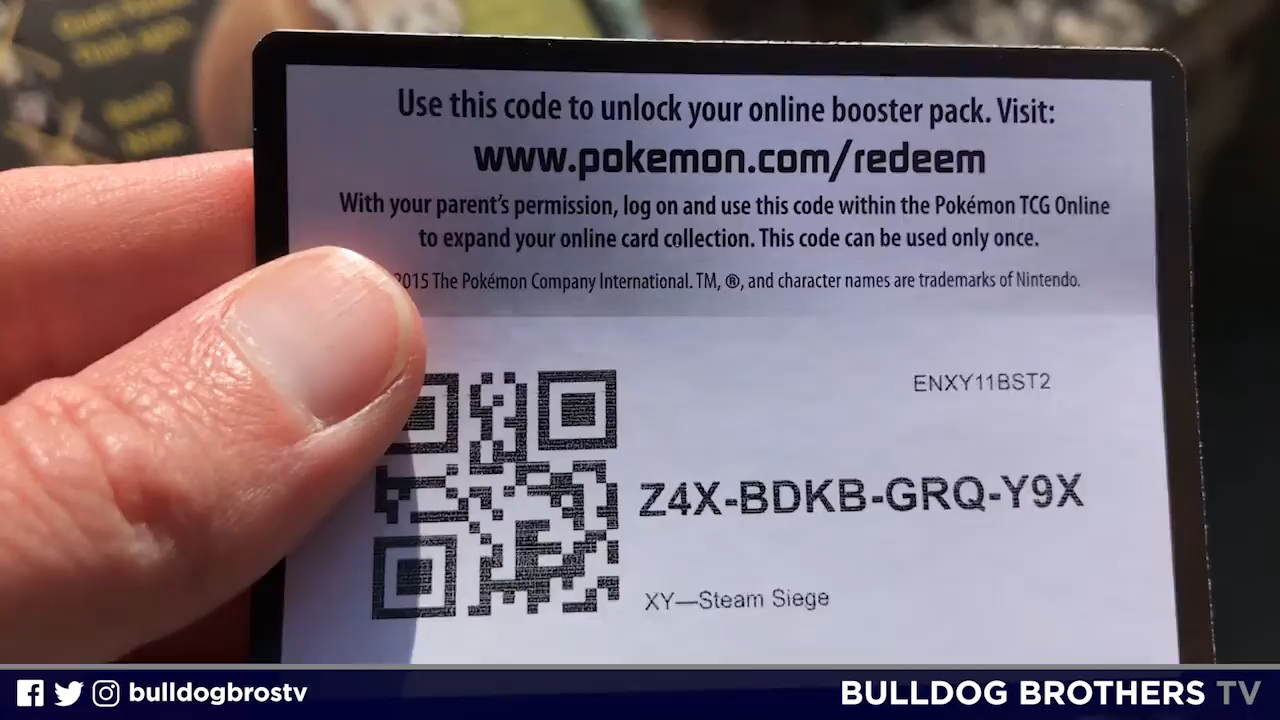 Use this code to unlock your online booster pack. Visit:
www.pokemon.com/redeem
With your parent's permission, log on and use this code within the Pokémon TCG Online
to expand your online card collection. This code can be used only once.
2015 The Pokémon Company International. TM, ®, and character names are trademarks of Nintendo.
ENXY11BST2
Z4X-BDKB-GRQ-Y9X
XY—Steam Siege
bulldogbrostv
BULLDOG BROTHERS TV